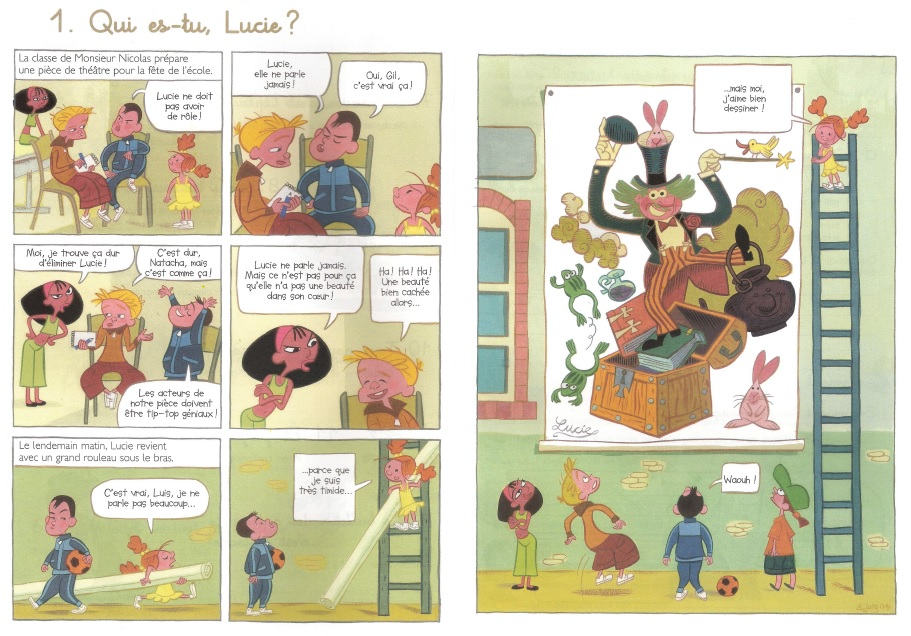 1. Qui es-tu, Lucie ?
La classe de Monsieur Nicolas prépare
une pièce de théâtre pour la fête de l'école.
Lucie ne doit
pas avoir
de rôle !
Lucie,
elle ne parle
jamais !
Oui, Gil,
c'est vrai ça !
Moi, je trouve ça dur
d'éliminer Lucie !
C'est dur,
Natacha, mais
c'est comme ça !
Les acteurs de
notre pièce doivent
être tip-top géniaux !
Lucie ne parle jamais.
Mais ce n'est pas pour ça
qu'elle n'a pas une beauté
dans son cœur !
Ha ! Ha ! Ha !
Une beauté
bien cachée
alors...
Le lendemain matin, Lucie revient
avec un grand rouleau sous le bras.
C'est vrai, Luis, je ne
parle pas beaucoup...
...parce que
je suis
très timide...
...mais moi,
j'aime bien
dessiner !
Lucie
Waouh !